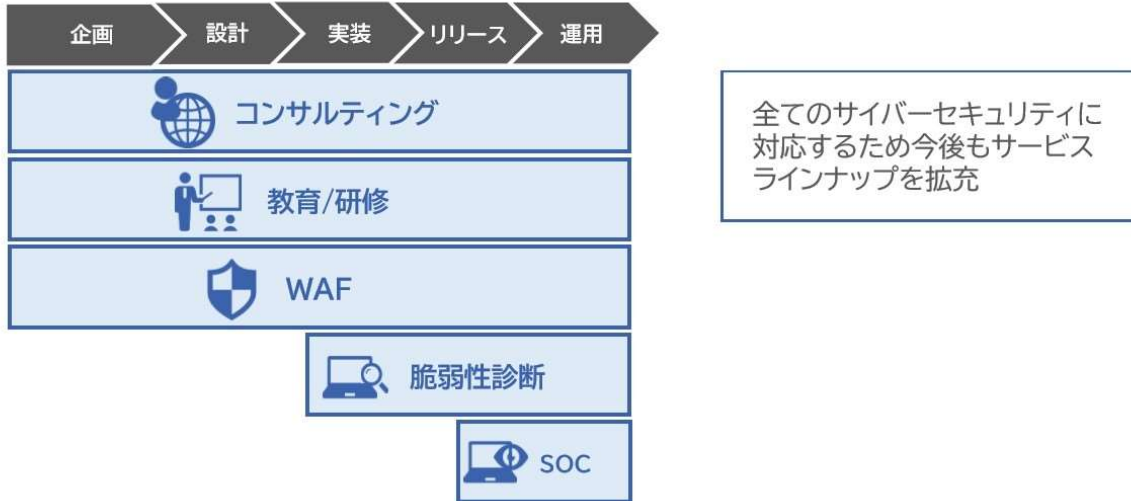 企画 設計 実装 リリース 運用
コンサルティング
教育/研修
WAF
脆弱性診断
SOC
全てのサイバーセキュリティに
対応するため今後もサービス
ラインナップを拡充